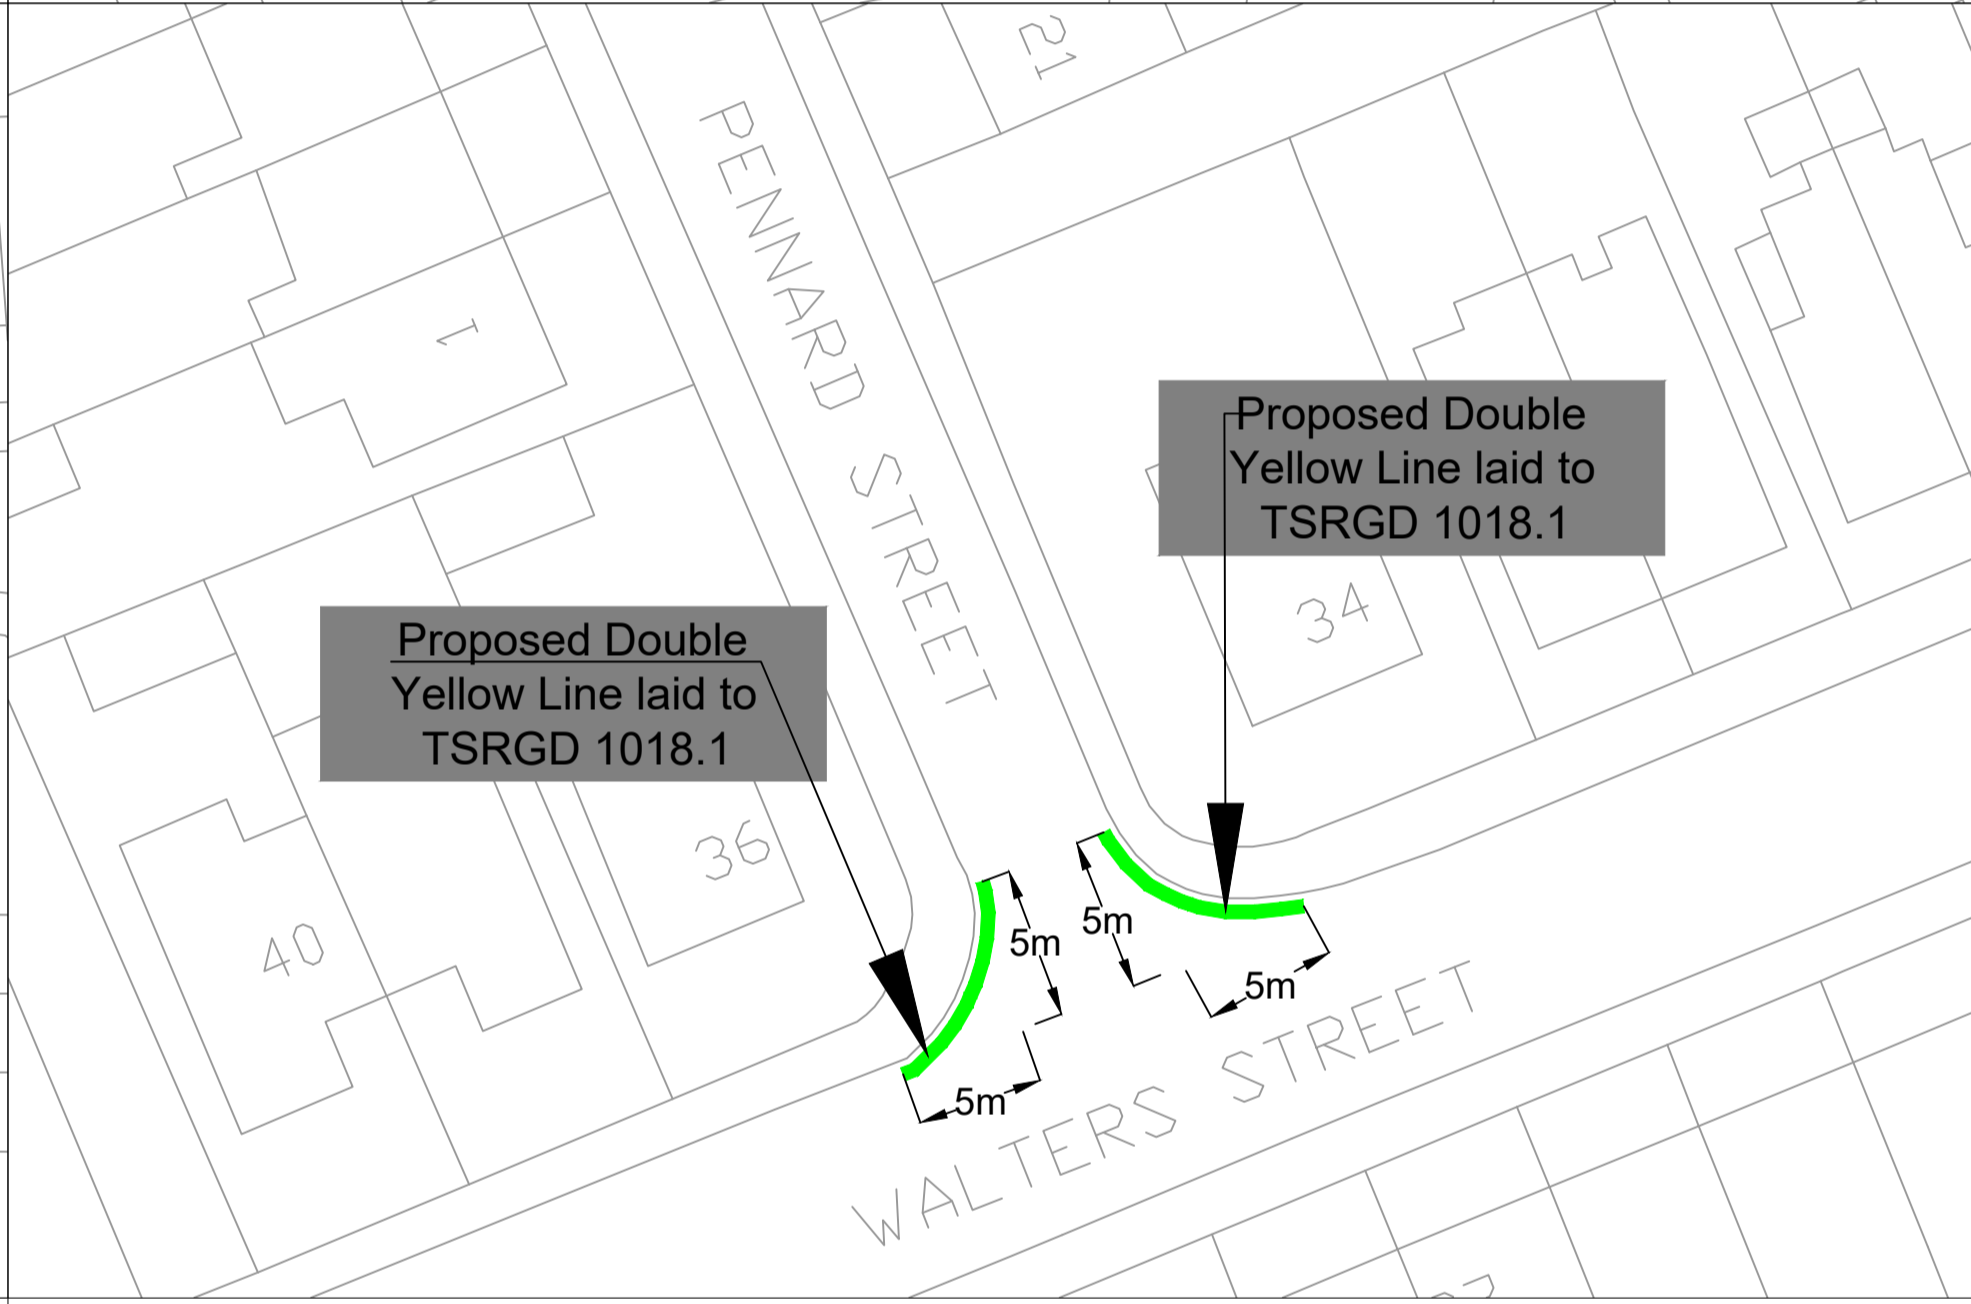 12
PENNARD STREET
1
Proposed Double
Yellow Line laid to
TSRGD 1018.1
34
Proposed Double
Yellow Line laid to
TSRGD 1018.1
36
40
5m
5m
5m
5m
WALTERS STREET